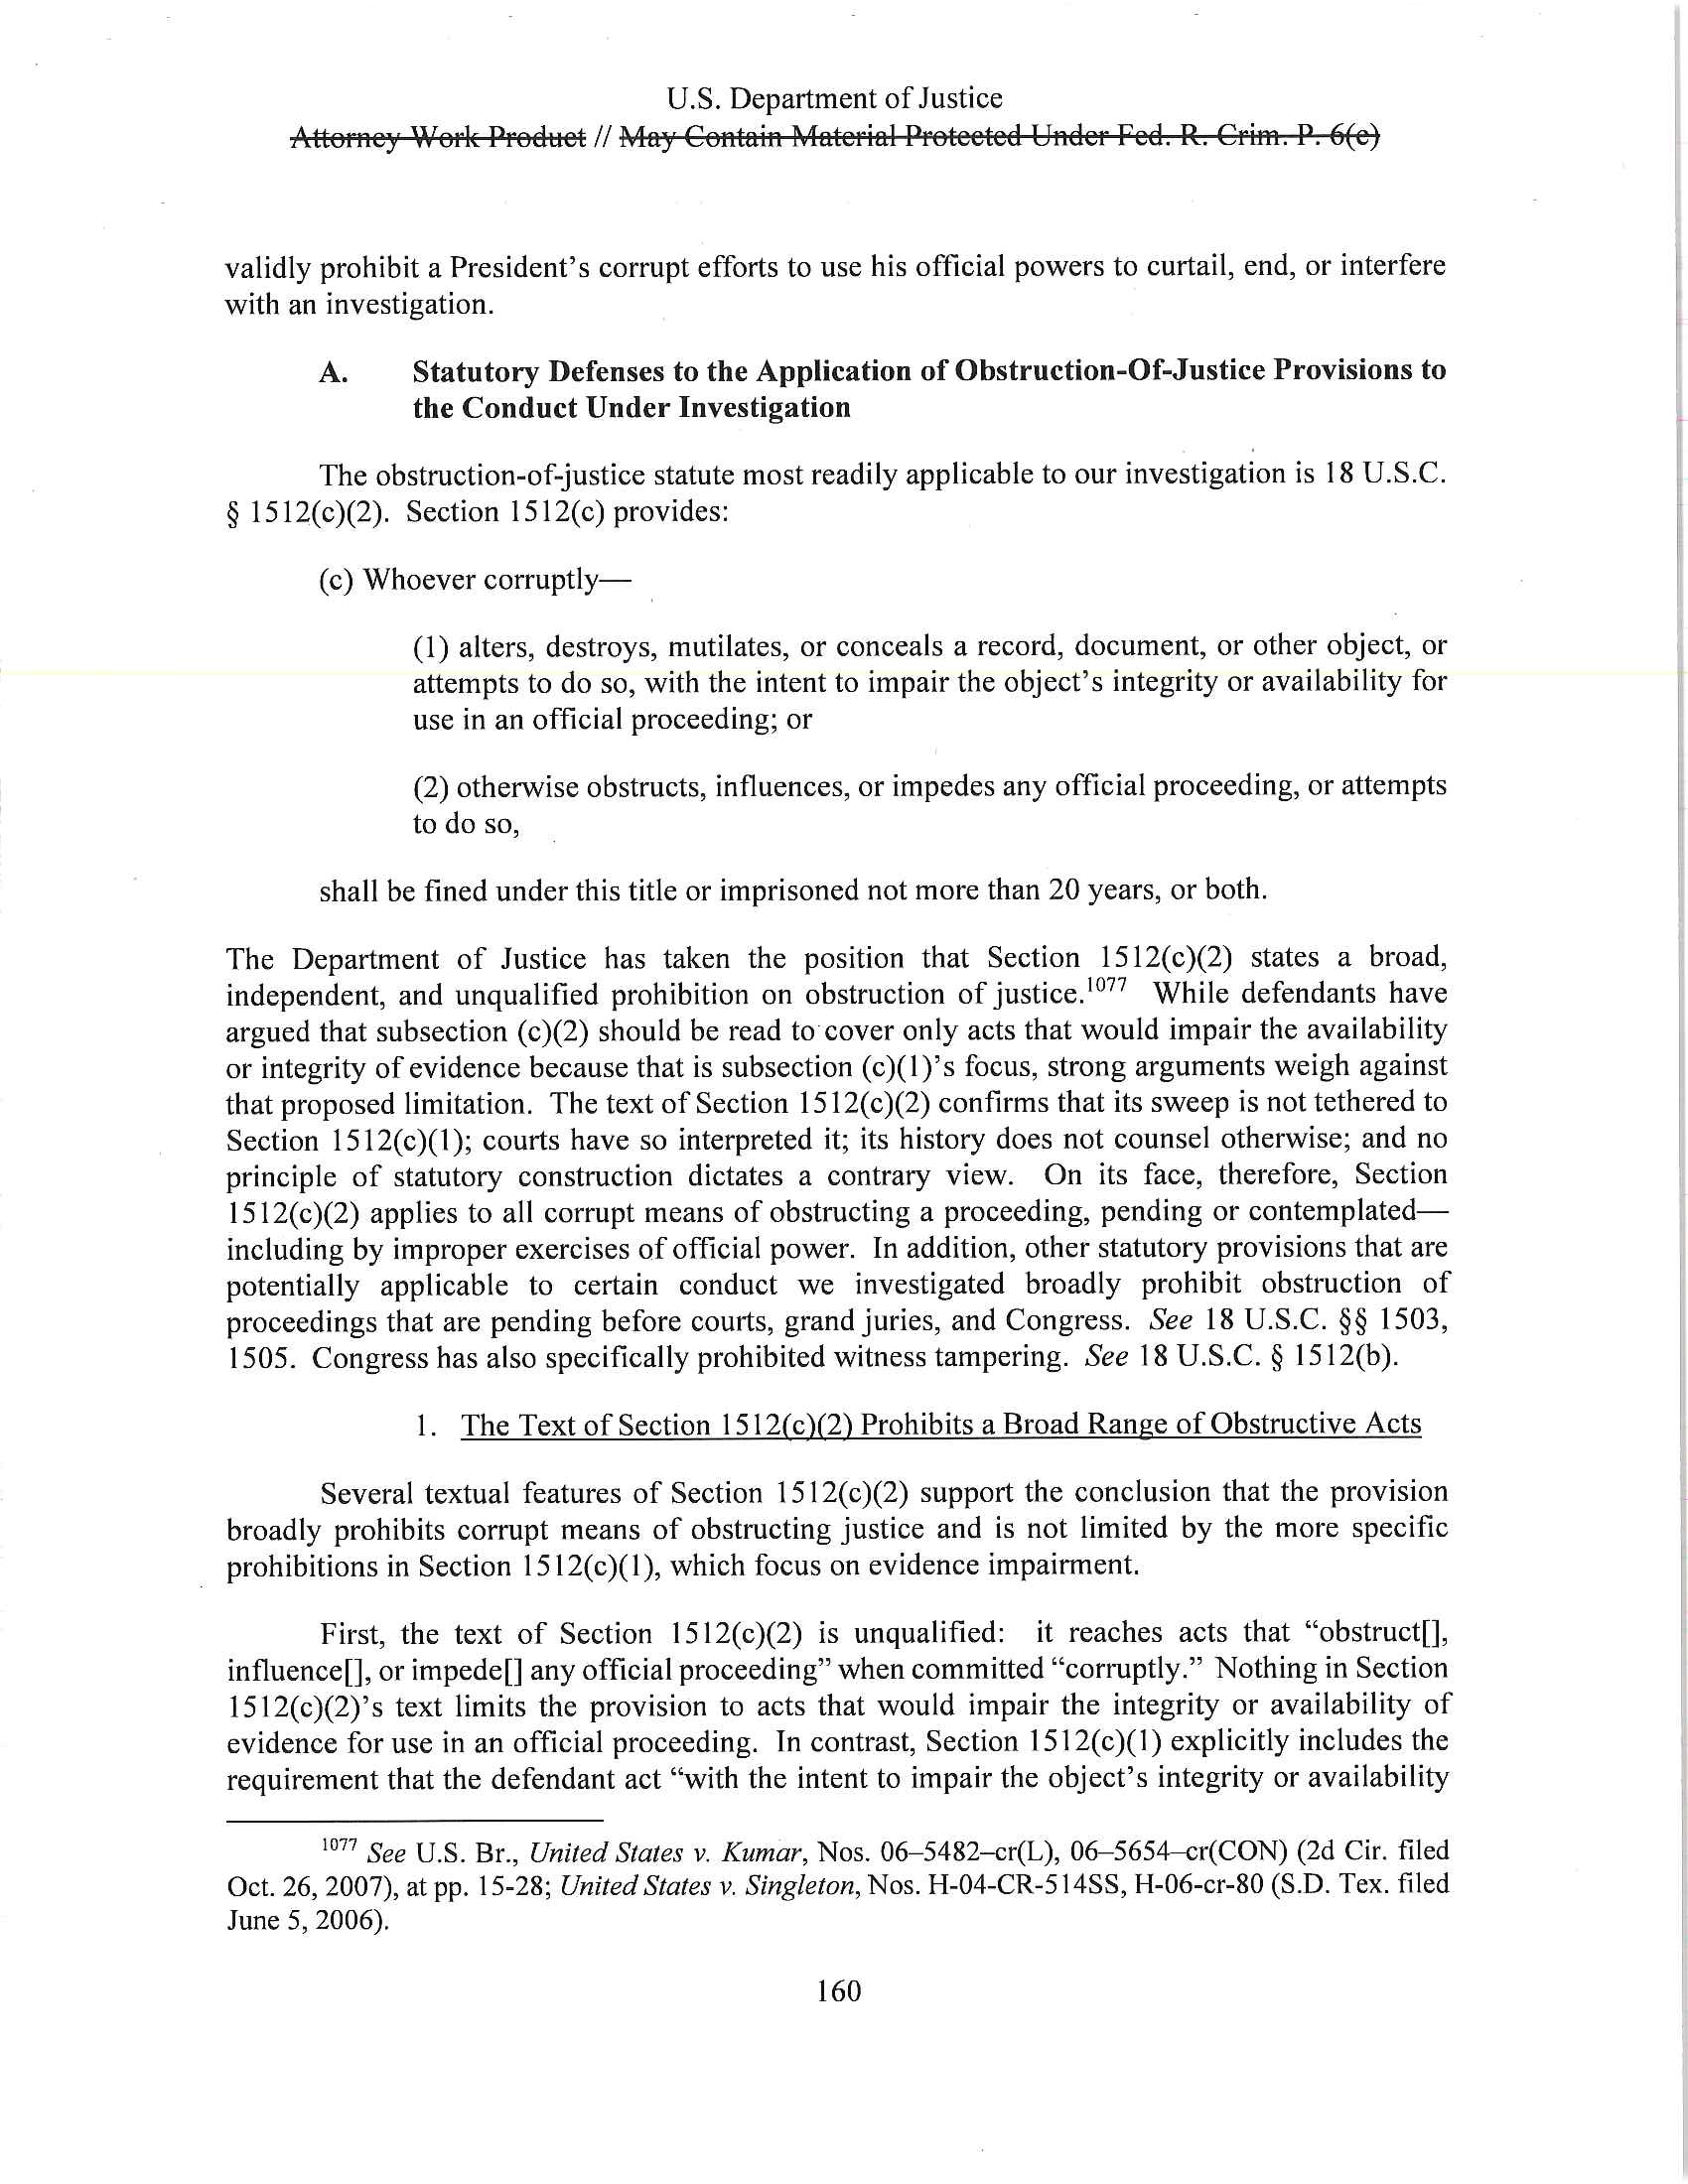 U.S. Department of Justice
Attorney Work Product // May Contain Material Protected Under Fed. R. Crim. P. 6(e)
validly prohibit a President's corrupt efforts to use his official powers to curtail, end, or interfere
with an investigation.
A. Statutory Defenses to the Application of Obstruction-Of-Justice Provisions to
the Conduct Under Investigation
The obstruction-of-justice statute most readily applicable to our investigation is 18 U.S.C.
§ 1512(c)(2). Section 1512(c) provides:
(c) Whoever corruptly—
(1) alters, destroys, mutilates, or conceals a record, document, or other object, or
attempts to do so, with the intent to impair the object's integrity or availability for
use in an official proceeding; or
(2) otherwise obstructs, influences, or impedes any official proceeding, or attempts
to do so,
shall be fined under this title or imprisoned not more than 20 years, or both.
The Department of Justice has taken the position that Section 1512(c)(2) states a broad,
independent, and unqualified prohibition on obstruction of justice.1077 While defendants have
argued that subsection (c)(2) should be read to cover only acts that would impair the availability
or integrity of evidence because that is subsection (c)(1)'s focus, strong arguments weigh against
that proposed limitation. The text of Section 1512(c)(2) confirms that its sweep is not tethered to
Section 1512(c)(1); courts have so interpreted it; its history does not counsel otherwise; and no
principle of statutory construction dictates a contrary view. On its face, therefore, Section
1512(c)(2) applies to all corrupt means of obstructing a proceeding, pending or contemplated—
including by improper exercises of official power. In addition, other statutory provisions that are
potentially applicable to certain conduct we investigated broadly prohibit obstruction of
proceedings that are pending before courts, grand juries, and Congress. See 18 U.S.C. §§ 1503,
1505. Congress has also specifically prohibited witness tampering. See 18 U.S.C. § 1512(b).
1. The Text of Section 1512(c)(2) Prohibits a Broad Range of Obstructive Acts
Several textual features of Section 1512(c)(2) support the conclusion that the provision
broadly prohibits corrupt means of obstructing justice and is not limited by the more specific
prohibitions in Section 1512(c)(1), which focus on evidence impairment.
First, the text of Section 1512(c)(2) is unqualified: it reaches acts that "obstruct[],
influence[], or impede[] any official proceeding" when committed "corruptly." Nothing in Section
1512(c)(2)'s text limits the provision to acts that would impair the integrity or availability of
evidence for use in an official proceeding. In contrast, Section 1512(c)(1) explicitly includes the
requirement that the defendant act "with the intent to impair the object's integrity or availability
1077 See U.S. Br., United States v. Kumar, Nos. 06–5482–cr(L), 06–5654–cr(CON) (2d Cir. filed
Oct. 26, 2007), at pp. 15-28; United States v. Singleton, Nos. H-04-CR-514SS, H-06-cr-80 (S.D. Tex. filed
June 5, 2006).
160